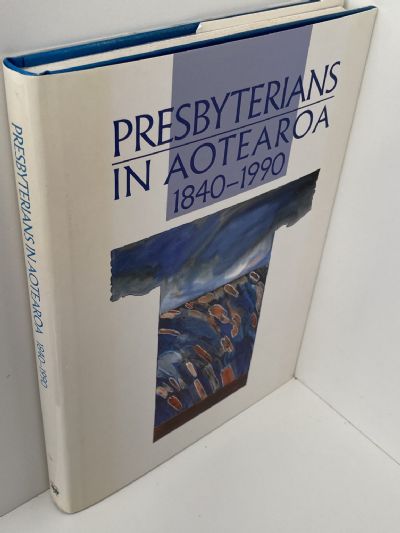 PRESBYTERIANS
IN AOTEAROA
1840–1990
PRESBYTERIANS IN AOTEAROA 1840–1990